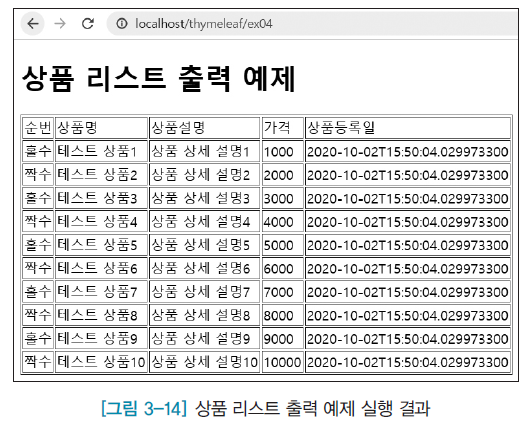 localhost/thymeleaf/ex04
상품 리스트 출력 예제
순번 상품명 상품설명 가격 상품등록일
홀수 테스트 상품1 상품 상세 설명1 1000 2020-10-02T15:50:04.029973300
짝수 테스트 상품2 상품 상세 설명2 2000 2020-10-02T15:50:04.029973300
홀수 테스트 상품3 상품 상세 설명3 3000 2020-10-02T15:50:04.029973300
짝수 테스트 상품4 상품 상세 설명4 4000 2020-10-02T15:50:04.029973300
홀수 테스트 상품5 상품 상세 설명5 5000 2020-10-02T15:50:04.029973300
짝수 테스트 상품6 상품 상세 설명6 6000 2020-10-02T15:50:04.029973300
홀수 테스트 상품7 상품 상세 설명7 7000 2020-10-02T15:50:04.029973300
짝수 테스트 상품8 상품 상세 설명8 8000 2020-10-02T15:50:04.029973300
홀수 테스트 상품9 상품 상세 설명9 9000 2020-10-02T15:50:04.029973300
짝수 테스트 상품10 상품 상세 설명10 10000 2020-10-02T15:50:04.029973300
[그림 3-14] 상품 리스트 출력 예제 실행 결과